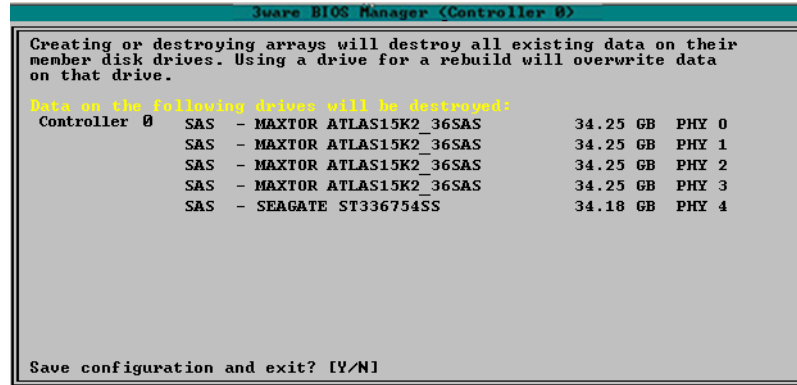 3ware BIOS Manager (Controller 0)
Creating or destroying arrays will destroy all existing data on their
member disk drives. Using a drive for a rebuild will overwrite data
on that drive.
Data on the following drives will be destroyed:
Controller 0 SAS - MAXTOR ATLAS15K2_36SAS 34.25 GB PHY 0
SAS - MAXTOR ATLAS15K2_36SAS 34.25 GB PHY 1
SAS - MAXTOR ATLAS15K2_36SAS 34.25 GB PHY 2
SAS - MAXTOR ATLAS15K2_36SAS 34.25 GB PHY 3
SAS - SEAGATE ST336754SS 34.18 GB PHY 4
Save configuration and exit? [Y/N]